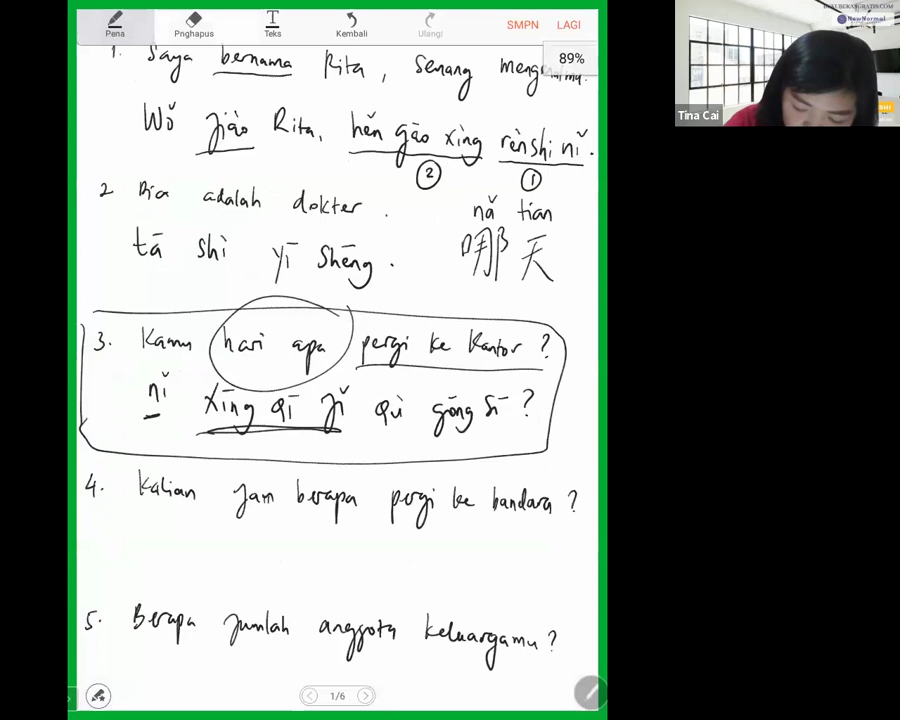 Pena Pnghapus Teks Kembali Ulangi SMPN LAGI
89%
1. Saya bernama Rita, senang
Wǒ jiào Rita, hěn gāo xìng rènshi nǐ.
② ①
2 Dia adalah dokter.
nǎ tian
tā shì yī shēng.
哪天
3. Kamu hari apa pergi ke kantor?
nǐ xīng qī jǐ qù gōng sī?
4. Kalian jam berapa pergi ke bandara?
5. Berapa jumlah anggota keluargamu?
1/6
NewNormal
Tina Cai